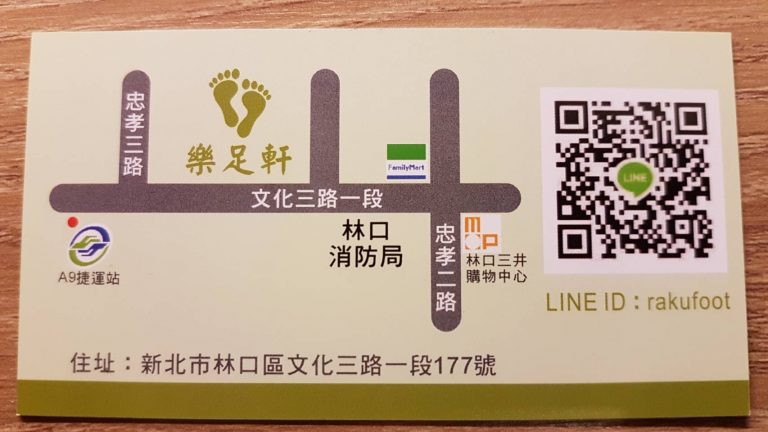 忠孝三路
樂足軒
FamilyMart
文化三路一段
A9捷運站
林口
消防局
忠孝二路
MOP
林口三井
購物中心
LINE
LINE ID：rakufoot
住址：新北市林口區文化三路一段177號